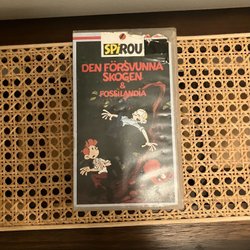 SPIROU
DEN FÖRSVUNNA
SKOGEN
&
FOSSILANDIA